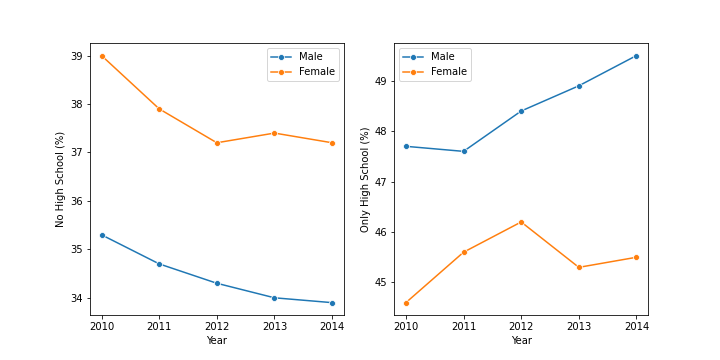 No High School (%)
39
38
37
36
35
34
2010 2011 2012 2013 2014
Year
Male
Female
Only High School (%)
49
48
47
46
45
2010 2011 2012 2013 2014
Year
Male
Female